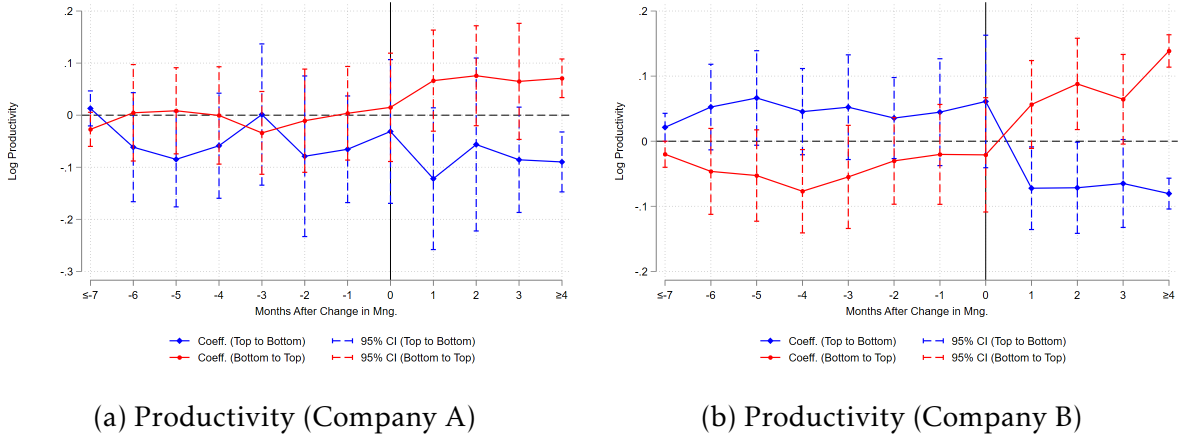 .2
.1
0
-.1
-.2
-.3
Log Productivity
≤-7 -6 -5 -4 -3 -2 -1 0 1 2 3 ≥4
Months After Change in Mng.
Coeff. (Top to Bottom) 95% CI (Top to Bottom)
Coeff. (Bottom to Top) 95% CI (Bottom to Top)
(a) Productivity (Company A)
.2
.1
0
-.1
-.2
Log Productivity
≤-7 -6 -5 -4 -3 -2 -1 0 1 2 3 ≥4
Months After Change in Mng.
Coeff. (Top to Bottom) 95% CI (Top to Bottom)
Coeff. (Bottom to Top) 95% CI (Bottom to Top)
(b) Productivity (Company B)